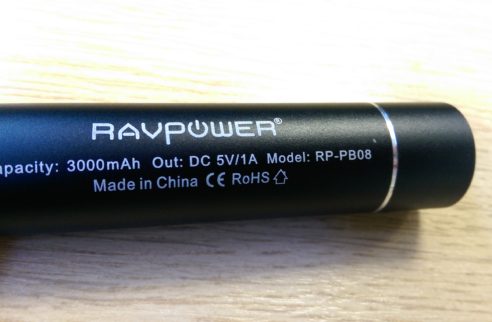 RAVPOWER®
apacity: 3000mAh Out: DC 5V/1A Model: RP-PB08
Made in China CE RoHS